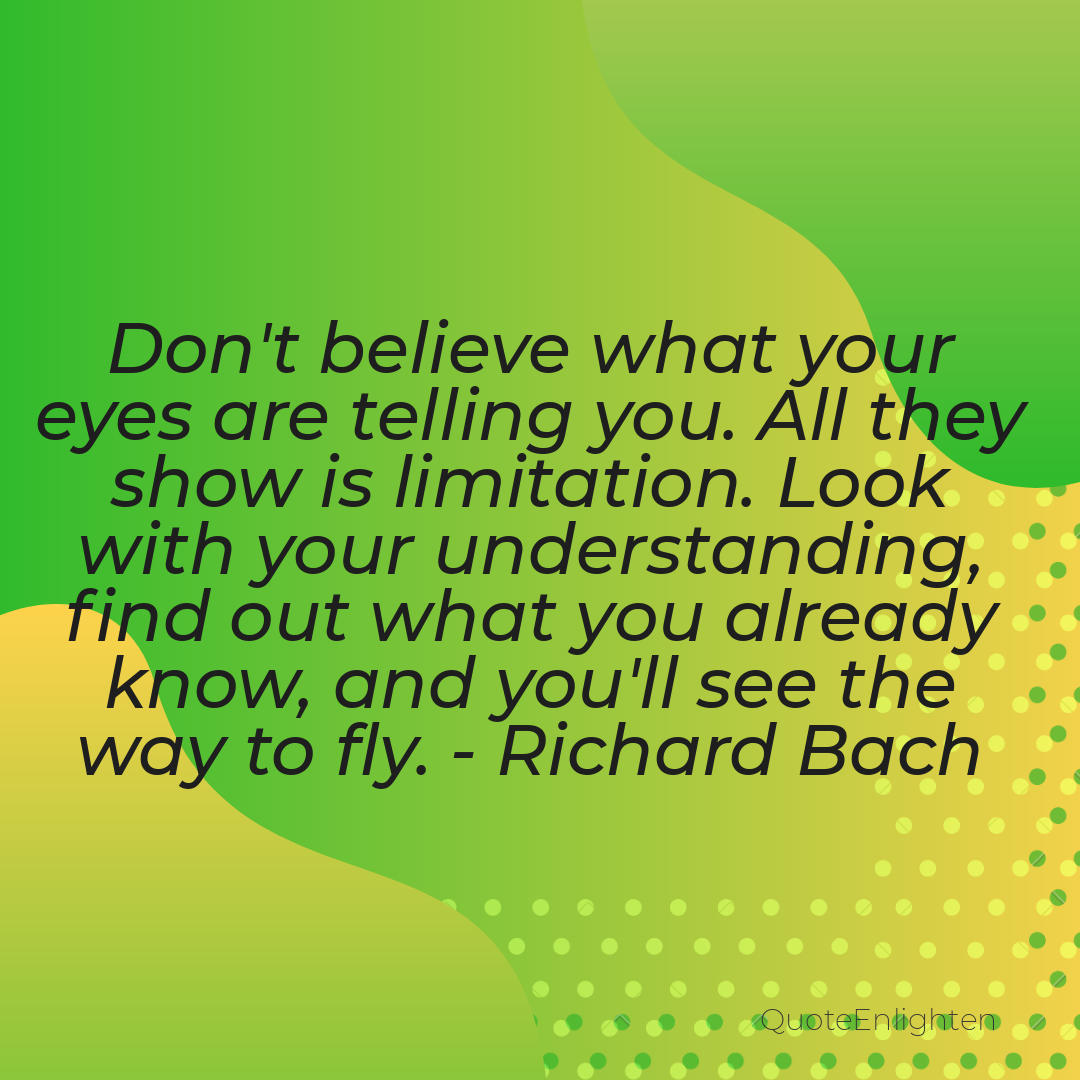 Don't believe what your
eyes are telling you. All they
show is limitation. Look
with your understanding,
find out what you already
know, and you'll see the
way to fly. - Richard Bach
QuoteEnlighten